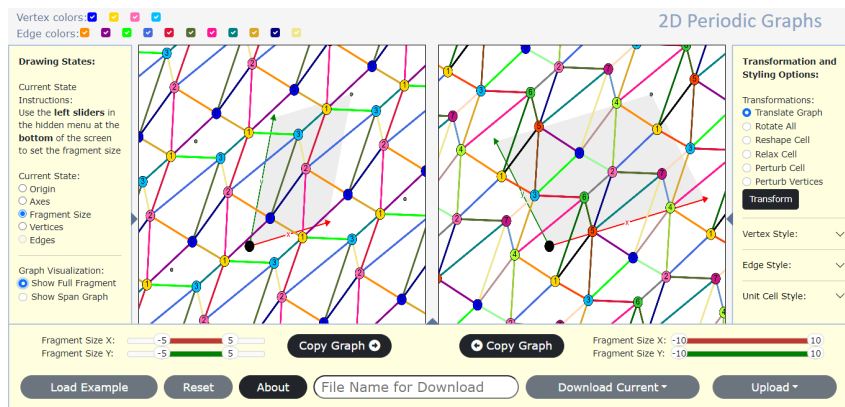 Vertex colors:
2D Periodic Graphs
Edge colors:
Drawing States:
Current State
Instructions:
Use the left sliders in
the hidden menu at the
bottom of the screen
to set the fragment size
Current State:
Origin
Axes
Fragment Size
Vertices
Edges
Graph Visualization:
Show Full Fragment
Show Span Graph
Transformation and
Styling Options:
Transformations:
Translate Graph
Rotate All
Reshape Cell
Relax Cell
Perturb Cell
Perturb Vertices
Transform
Vertex Style:
Edge Style:
Unit Cell Style:
Fragment Size X: -5 5
Fragment Size Y: -5 5
Copy Graph
Copy Graph
Fragment Size X: -10 10
Fragment Size Y: -10 10
Load Example
Reset
About
File Name for Download
Download Current
Upload